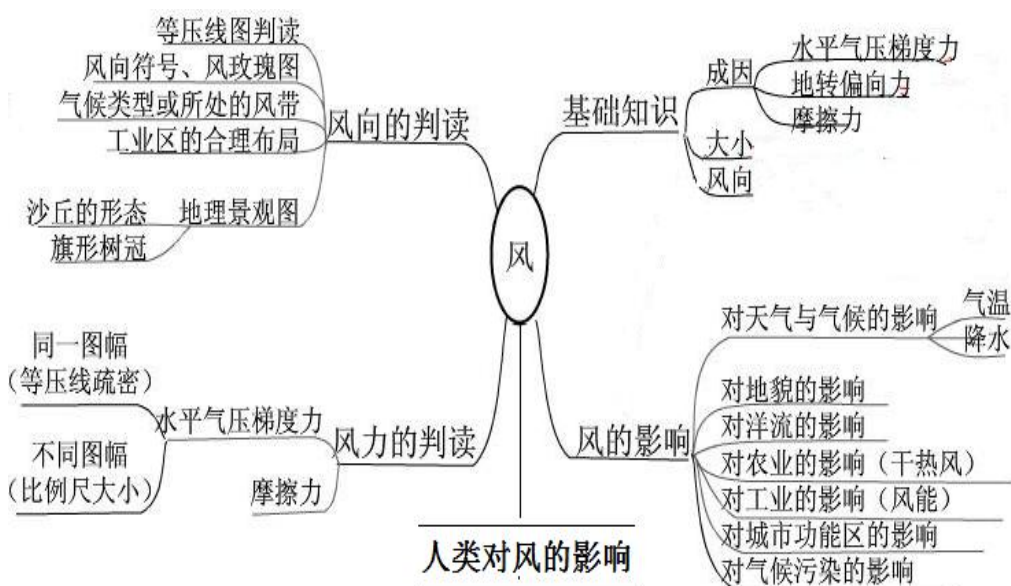 等压线图判读
风向符号、风玫瑰图
气候类型或所处的风带
工业区的合理布局
风向的判读
沙丘的形态
旗形树冠
地理景观图
基础知识
成因
水平气压梯度力
地转偏向力
摩擦力
大小
风向
风
同一图幅
(等压线疏密)
不同图幅
(比例尺大小)
水平气压梯度力
摩擦力
风力的判读
风的影响
对天气与气候的影响
气温
降水
对地貌的影响
对洋流的影响
对农业的影响（干热风）
对工业的影响（风能）
对城市功能区的影响
对气候污染的影响
人类对风的影响